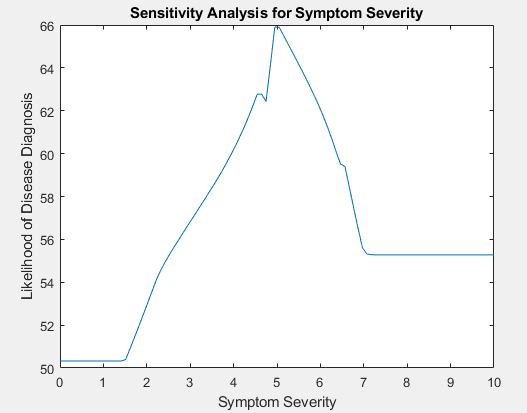 Sensitivity Analysis for Symptom Severity
66
64
62
60
58
56
54
52
50
Likelihood of Disease Diagnosis
0 1 2 3 4 5 6 7 8 9 10
Symptom Severity